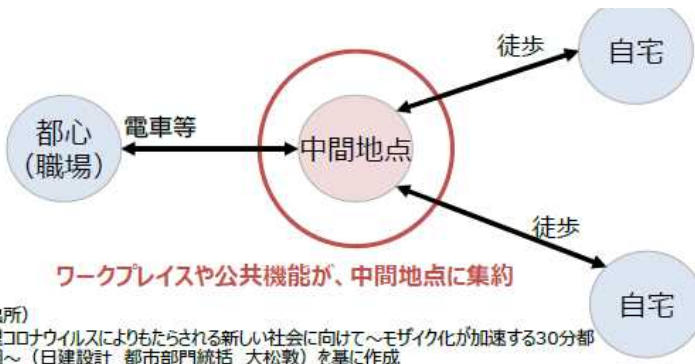 徒歩
自宅
都心
(職場)
電車等
中間地点
徒歩
ワークプレイスや公共機能が、中間地点に集約
自宅
所)
コロナウイルスによりもたらされる新しい社会に向けて~モザイク化が加速する30分都
~(日建設計 都市部門統括 大松敦)を基に作成